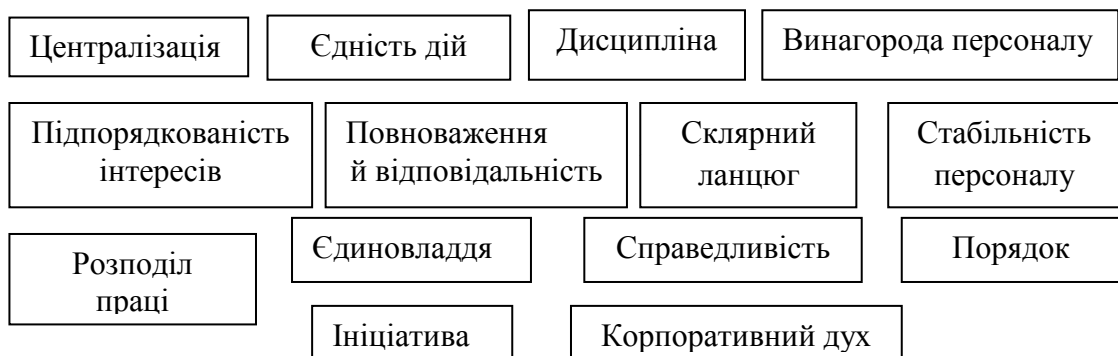 Централізація
Єдність дій
Дисципліна
Винагорода персоналу
Підпорядкованість
інтересів
Повноваження
й відповідальність
Склярний
ланцюг
Стабільність
персоналу
Розподіл
праці
Єдиновладдя
Справедливість
Порядок
Ініціатива
Корпоративний дух